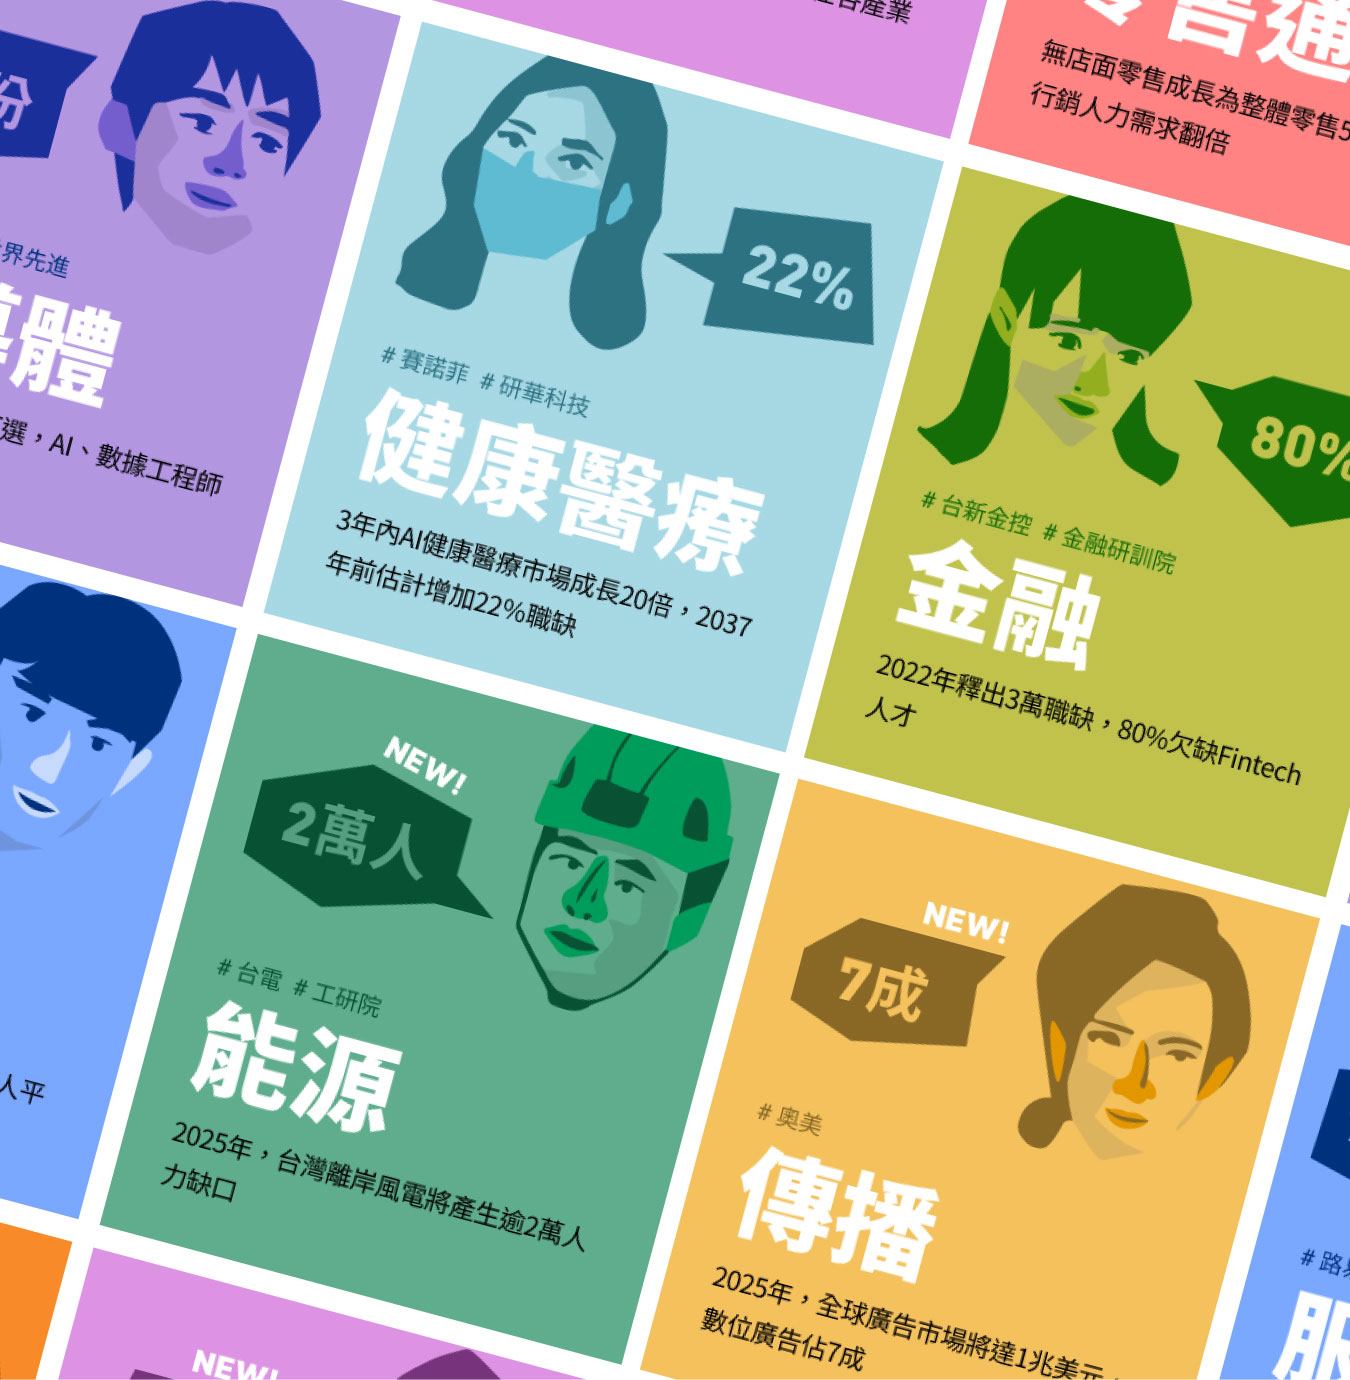 份
界先進
導體
選，AI、數據工程師
產業
零售通
無店面零售成長為整體零售5
行銷人力需求翻倍
22%
# 賽諾菲 # 研華科技
健康醫療
3年內AI健康醫療市場成長20倍，2037
年前估計增加22%職缺
80%
# 台新金控 # 金融研訓院
金融
2022年釋出3萬職缺，80%欠缺Fintech
人才
人平
NEW!
2萬人
# 台電 # 工研院
能源
2025年，台灣離岸風電將產生逾2萬人
力缺口
NEW!
7成
# 奧美
傳播
2025年，全球廣告市場將達1兆美元，
數位廣告佔7成
# 路
服
NEW!